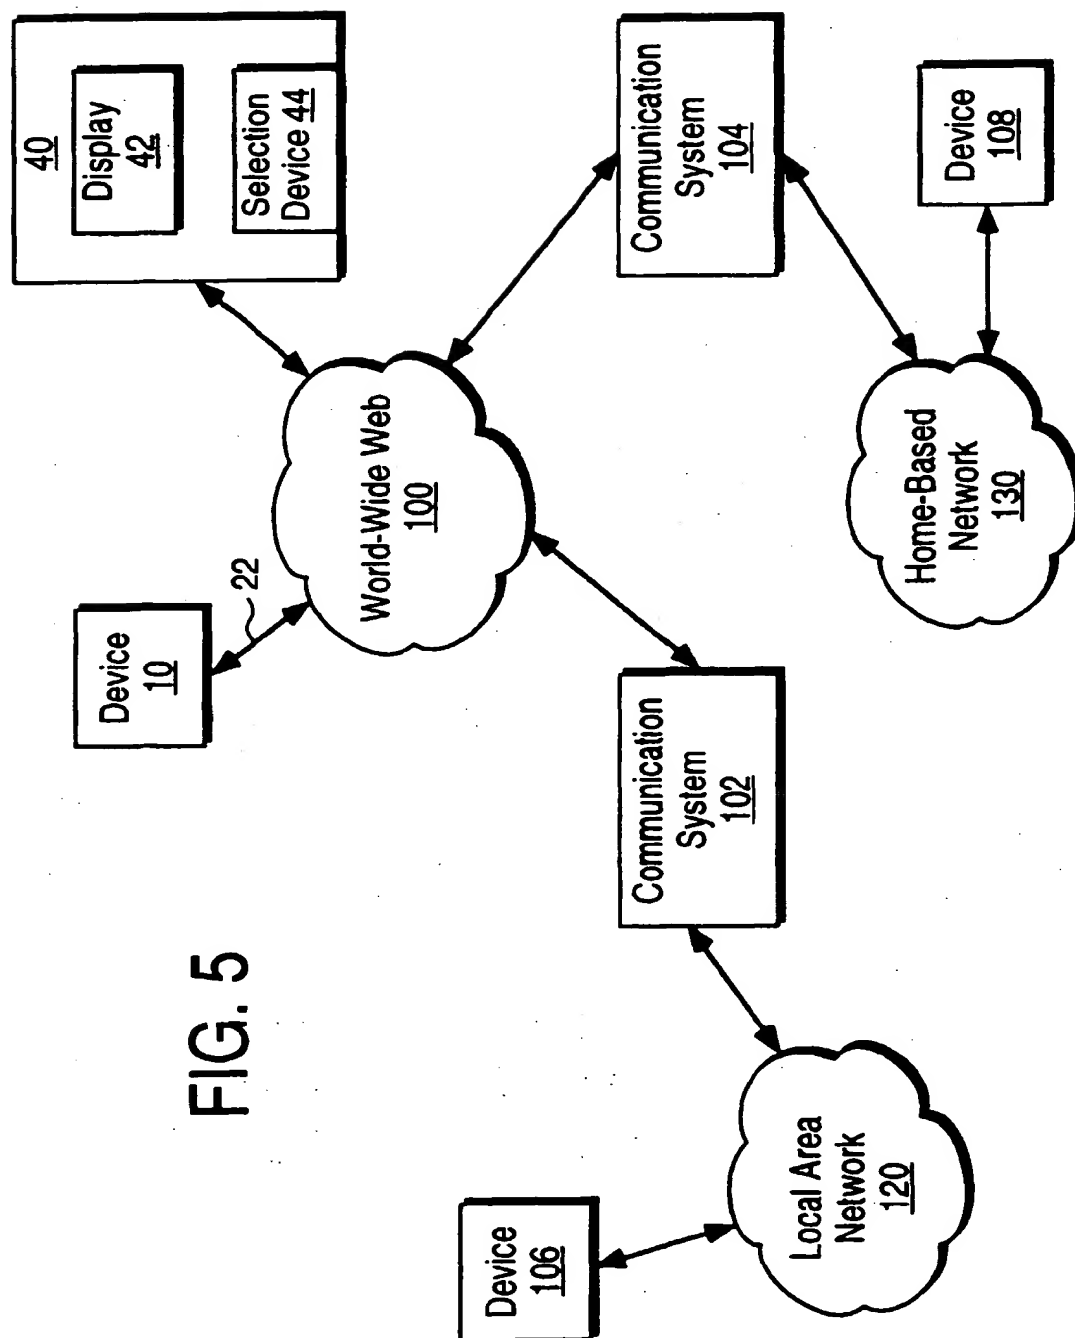 FIG. 5
Device
10
22
40
Display
42
Selection
Device 44
World-Wide Web
100
Communication
System
102
Communication
System
104
Device
106
Local Area
Network
120
Home-Based
Network
130
Device
108